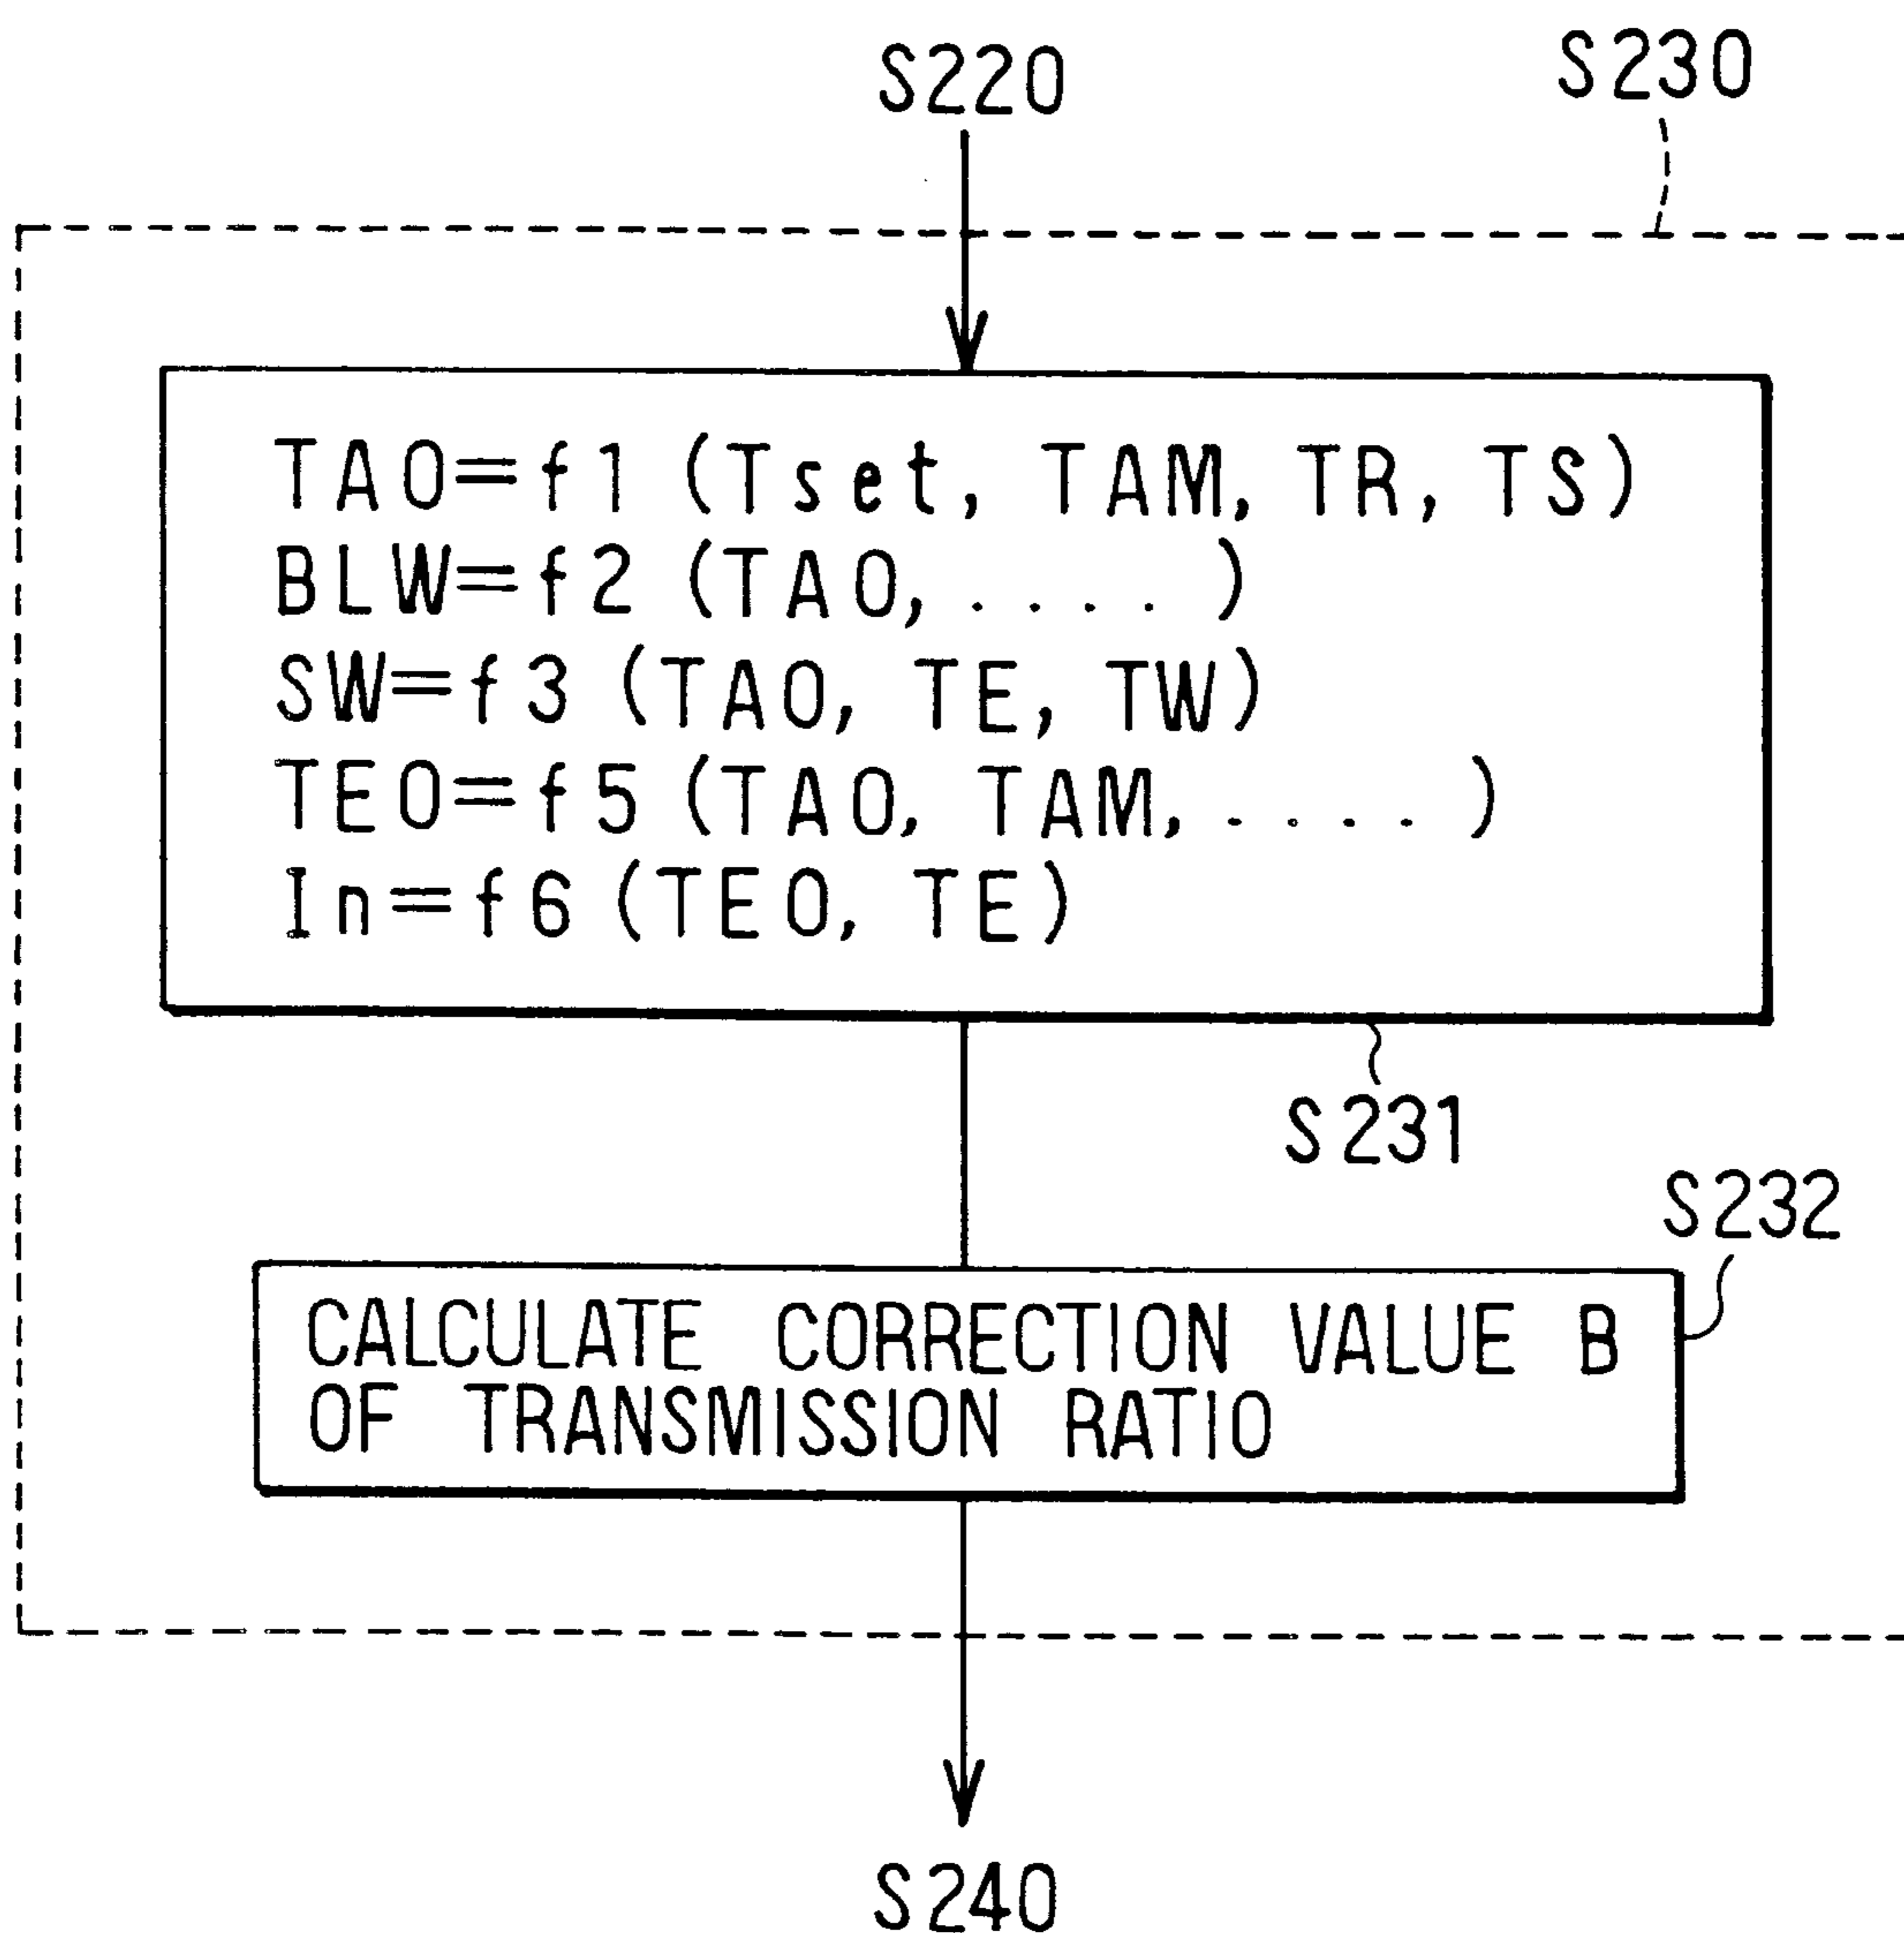 S220
S230
TAO=f1 (Tset, TAM, TR, TS)
BLW=f2 (TAO, .... )
SW=f3 (TAO, TE, TW)
TEO=f5 (TAO, TAM, .... )
In=f6 (TEO, TE)
S231
S232
CALCULATE CORRECTION VALUE B
OF TRANSMISSION RATIO
S240